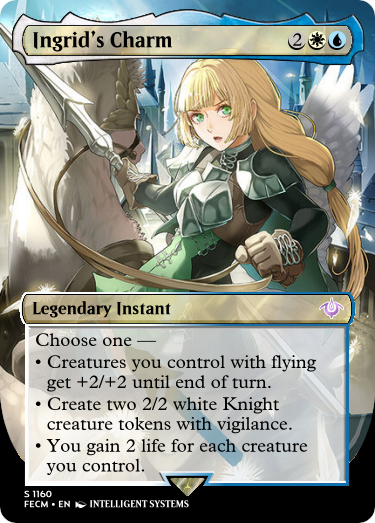 Ingrid's Charm 2
Legendary Instant
Choose one —
• Creatures you control with flying
get +2/+2 until end of turn.
• Create two 2/2 white Knight
creature tokens with vigilance.
• You gain 2 life for each creature
you control.
S 1160
FECM • EN INTELLIGENT SYSTEMS